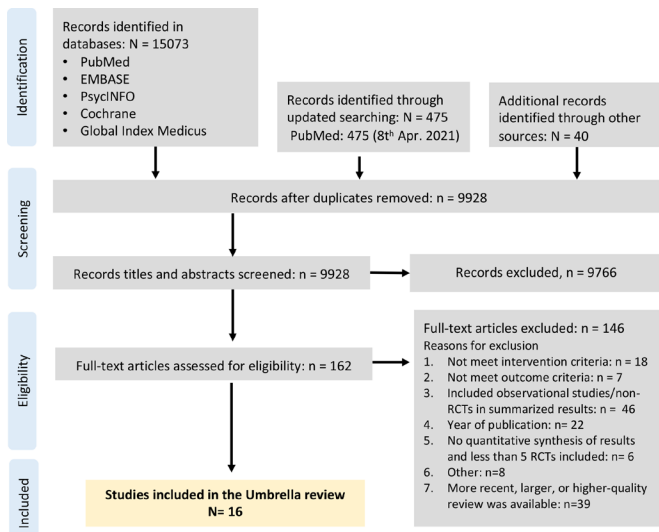 Identification
Records identified in
databases: N = 15073
• PubMed
• EMBASE
• PsycINFO
• Cochrane
• Global Index Medicus
Records identified through
updated searching: N = 475
PubMed: 475 (8th Apr. 2021)
Additional records
identified through other
sources: N = 40
Screening
Records after duplicates removed: n = 9928
Records titles and abstracts screened: n = 9928
Records excluded, n = 9766
Eligibility
Full-text articles assessed for eligibility: n = 162
Full-text articles excluded: n = 146
Reasons for exclusion
1. Not meet intervention criteria: n = 18
2. Not meet outcome criteria: n = 7
3. Included observational studies/non-
RCTs in summarized results: n = 46
4. Year of publication: n= 22
5. No quantitative synthesis of results
and less than 5 RCTs included: n= 6
6. Other: n=8
7. More recent, larger, or higher-quality
review was available: n=39
Included
Studies included in the Umbrella review
N= 16